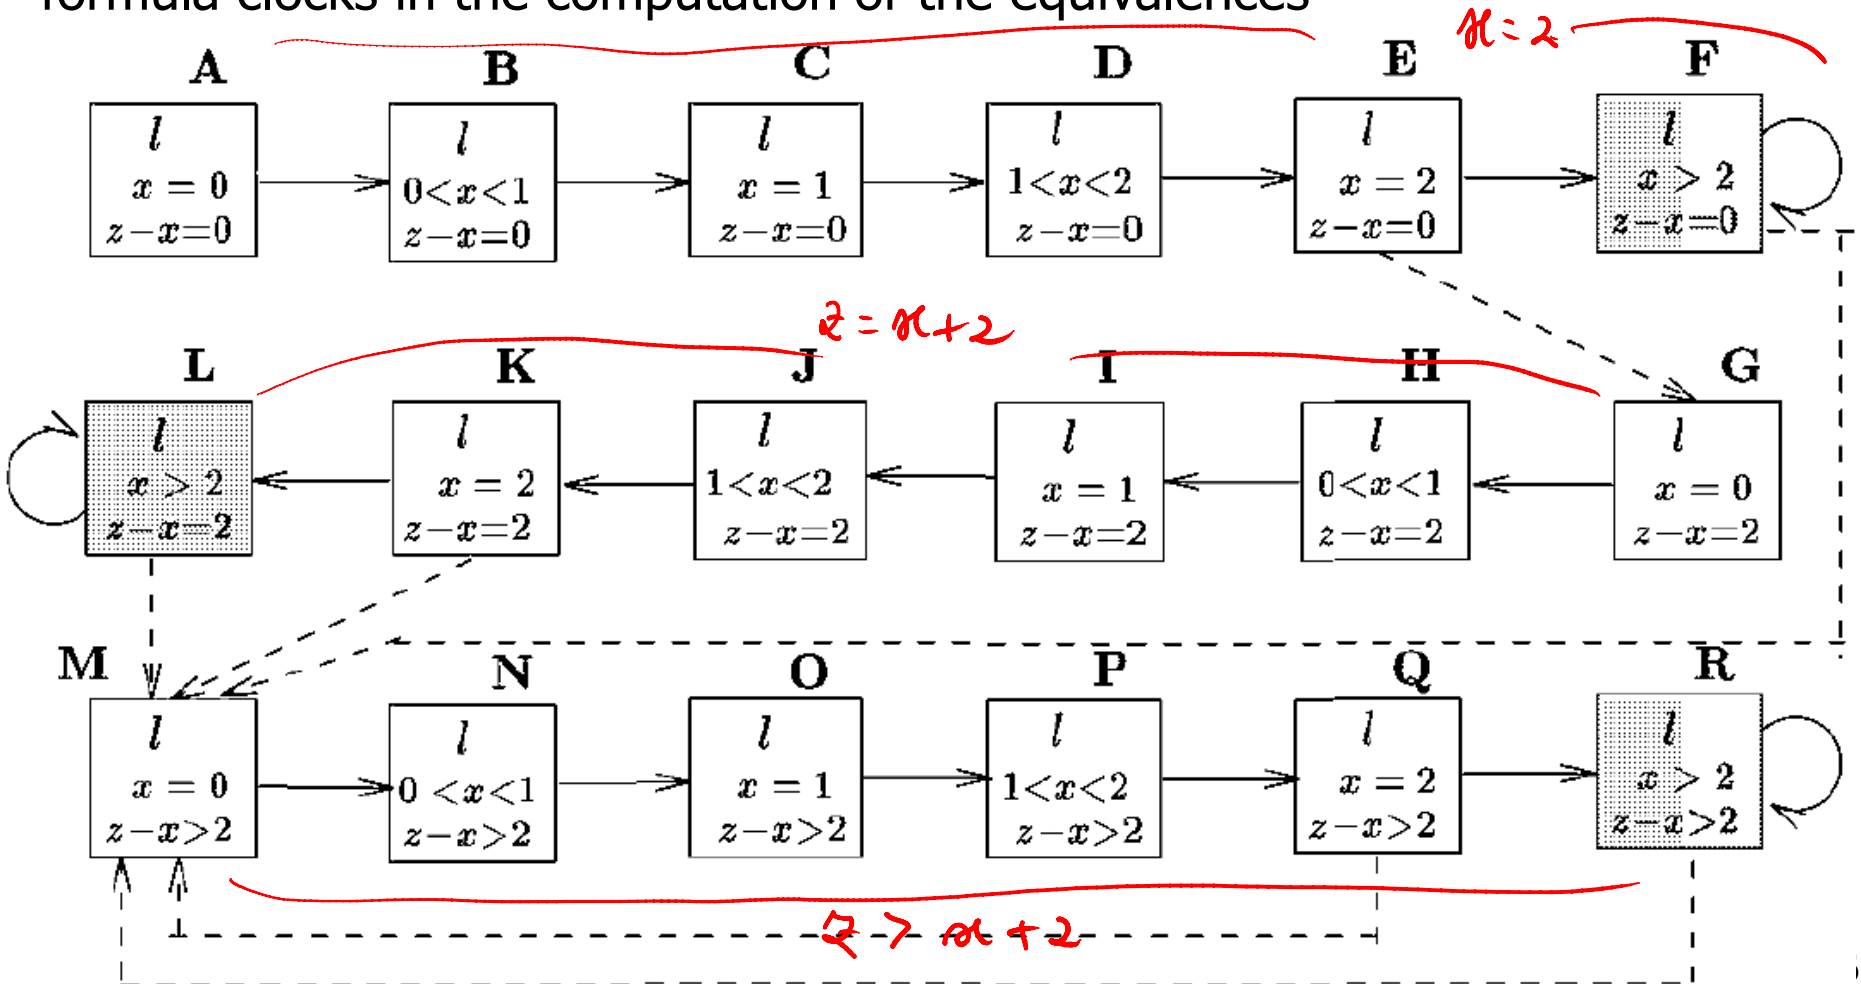 formula clocks in the computation of the equivalences
x = 2
A B C D E F
l l l l l l
x = 0 0<x<1 x = 1 1<x<2 x = 2 x > 2
z−x=0 z−x=0 z−x=0 z−x=0 z−x=0 z−x=0
z = x+2
L K J I H G
l l l l l l
x > 2 x = 2 1<x<2 x = 1 0<x<1 x = 0
z−x=2 z−x=2 z−x=2 z−x=2 z−x=2 z−x=2
M N O P Q R
l l l l l l
x = 0 0 <x<1 x = 1 1<x<2 x = 2 x > 2
z−x>2 z−x>2 z−x>2 z−x>2 z−x>2 z−x>2
z > x+2